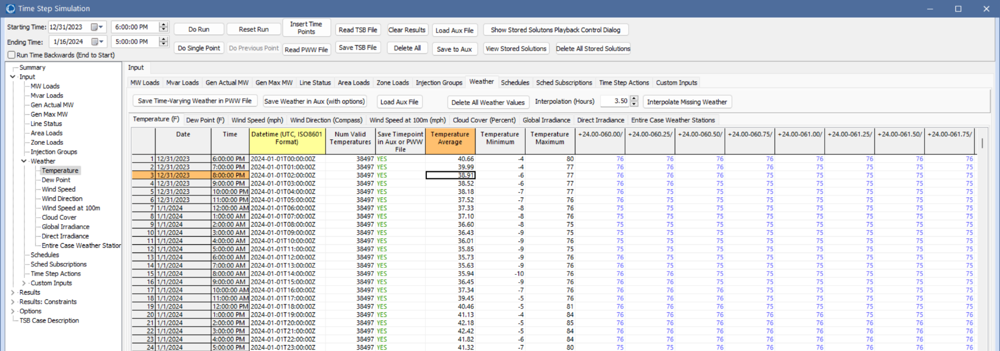 Time Step Simulation
Starting Time: 12/31/2023 6:00:00 PM Do Run Reset Run Insert Time Points Read TSB File Clear Results Load Aux File Show Stored Solutons Playback Control Dialog
Ending Time: 1/16/2024 5:00:00 PM Do Single Point Do Previous Point Read PWW File Save TSB File Delete All Save to Aux View Stored Solutions Delete All Stored Solutions
Run Time Backwards (End to Start)
Summary
Input
MW Loads
Mvar Loads
Gen Actual MW
Gen Max MW
Line Status
Area Loads
Zone Loads
Injection Groups
Weather
Temperature
Dew Point
Wind Speed
Wind Direction
Wind Speed at 100m
Cloud Cover
Global Irradiance
Direct Irradiance
Entire Case Weather Station
Schedules
Sched Subscriptions
Time Step Actions
Custom Inputs
Results
Results: Constraints
Options
TSB Case Description
Input
MW Loads Mvar Loads Gen Actual MW Gen Max MW Line Status Area Loads Zone Loads Injection Groups Weather Schedules Sched Subscriptions Time Step Actions Custom Inputs
Save Time-Varying Weather in PWW File Save Weather in Aux (with options) Load Aux File Delete All Weather Values Interpolation (Hours) 3.50 Interpolate Missing Weather
Temperature (F) Dew Point (F) Wind Speed (mph) Wind Direction (Compass) Wind Speed at 100m (mph) Cloud Cover (Percent) Global Irradiance Direct Irradiance Entire Case Weather Stations
Date Time Datetime (UTC, ISO8601 Format) Num Valid Temperatures Save Timepoint in Aux or PWW File Temperature Average Temperature Minimum Temperature Maximum +24.00-060.00/ +24.00-060.25/ +24.00-060.50/ +24.00-060.75/ +24.00-061.00/ +24.00-061.25/ +24.00-061.50/ +24.00-061.75/
1 12/31/2023 6:00:00 PM 2024-01-01T00:00:00Z 38497 YES 40.66 -4 80 76 76 76 76 76 76 76 76
2 12/31/2023 7:00:00 PM 2024-01-01T01:00:00Z 38497 YES 39.99 -4 77 76 76 76 76 76 75 75 75
3 12/31/2023 8:00:00 PM 2024-01-01T02:00:00Z 38497 YES 38.91 -6 77 76 76 76 75 75 75 75 75
4 12/31/2023 9:00:00 PM 2024-01-01T03:00:00Z 38497 YES 38.52 -6 77 76 76 75 75 75 75 75 75
5 12/31/2023 10:00:00 PM 2024-01-01T04:00:00Z 38497 YES 38.18 -7 77 76 76 75 75 75 75 75 75
6 12/31/2023 11:00:00 PM 2024-01-01T05:00:00Z 38497 YES 37.52 -7 76 76 75 75 75 75 75 75 75
7 1/1/2024 12:00:00 AM 2024-01-01T06:00:00Z 38497 YES 37.33 -8 76 76 75 75 75 75 75 75 75
8 1/1/2024 1:00:00 AM 2024-01-01T07:00:00Z 38497 YES 37.10 -8 76 76 75 75 75 75 75 75 75
9 1/1/2024 2:00:00 AM 2024-01-01T08:00:00Z 38497 YES 36.60 -8 75 75 75 75 75 75 75 75 75
10 1/1/2024 3:00:00 AM 2024-01-01T09:00:00Z 38497 YES 36.43 -9 75 75 75 75 75 75 75 75 75
11 1/1/2024 4:00:00 AM 2024-01-01T10:00:00Z 38497 YES 36.01 -9 76 75 75 75 75 75 75 75 75
12 1/1/2024 5:00:00 AM 2024-01-01T11:00:00Z 38497 YES 35.85 -9 75 75 75 75 75 75 75 75 75
13 1/1/2024 6:00:00 AM 2024-01-01T12:00:00Z 38497 YES 35.73 -9 76 76 75 75 75 75 75 75 75
14 1/1/2024 7:00:00 AM 2024-01-01T13:00:00Z 38497 YES 35.63 -9 76 76 75 75 75 75 75 75 75
15 1/1/2024 8:00:00 AM 2024-01-01T14:00:00Z 38497 YES 35.94 -10 76 76 76 75 75 75 75 75 75
16 1/1/2024 9:00:00 AM 2024-01-01T15:00:00Z 38497 YES 36.45 -9 76 76 76 75 75 75 75 75 75
17 1/1/2024 10:00:00 AM 2024-01-01T16:00:00Z 38497 YES 37.34 -7 76 76 76 75 75 75 75 75 76
18 1/1/2024 11:00:00 AM 2024-01-01T17:00:00Z 38497 YES 39.45 -5 76 76 76 75 75 75 75 76 76
19 1/1/2024 12:00:00 PM 2024-01-01T18:00:00Z 38497 YES 40.46 -5 81 76 76 75 75 75 75 76 76
20 1/1/2024 1:00:00 PM 2024-01-01T19:00:00Z 38497 YES 41.13 -4 84 76 76 76 76 76 76 76 76
21 1/1/2024 2:00:00 PM 2024-01-01T20:00:00Z 38497 YES 42.18 -5 85 76 76 76 76 76 76 76 76
22 1/1/2024 3:00:00 PM 2024-01-01T21:00:00Z 38497 YES 42.42 -5 84 76 76 76 76 76 76 76 76
23 1/1/2024 4:00:00 PM 2024-01-01T22:00:00Z 38497 YES 41.82 -6 84 76 76 76 76 76 76 76 76
24 1/1/2024 5:00:00 PM 2024-01-01T23:00:00Z 38497 YES 41.32 -7 80 75 75 76 76 76 76 76 76